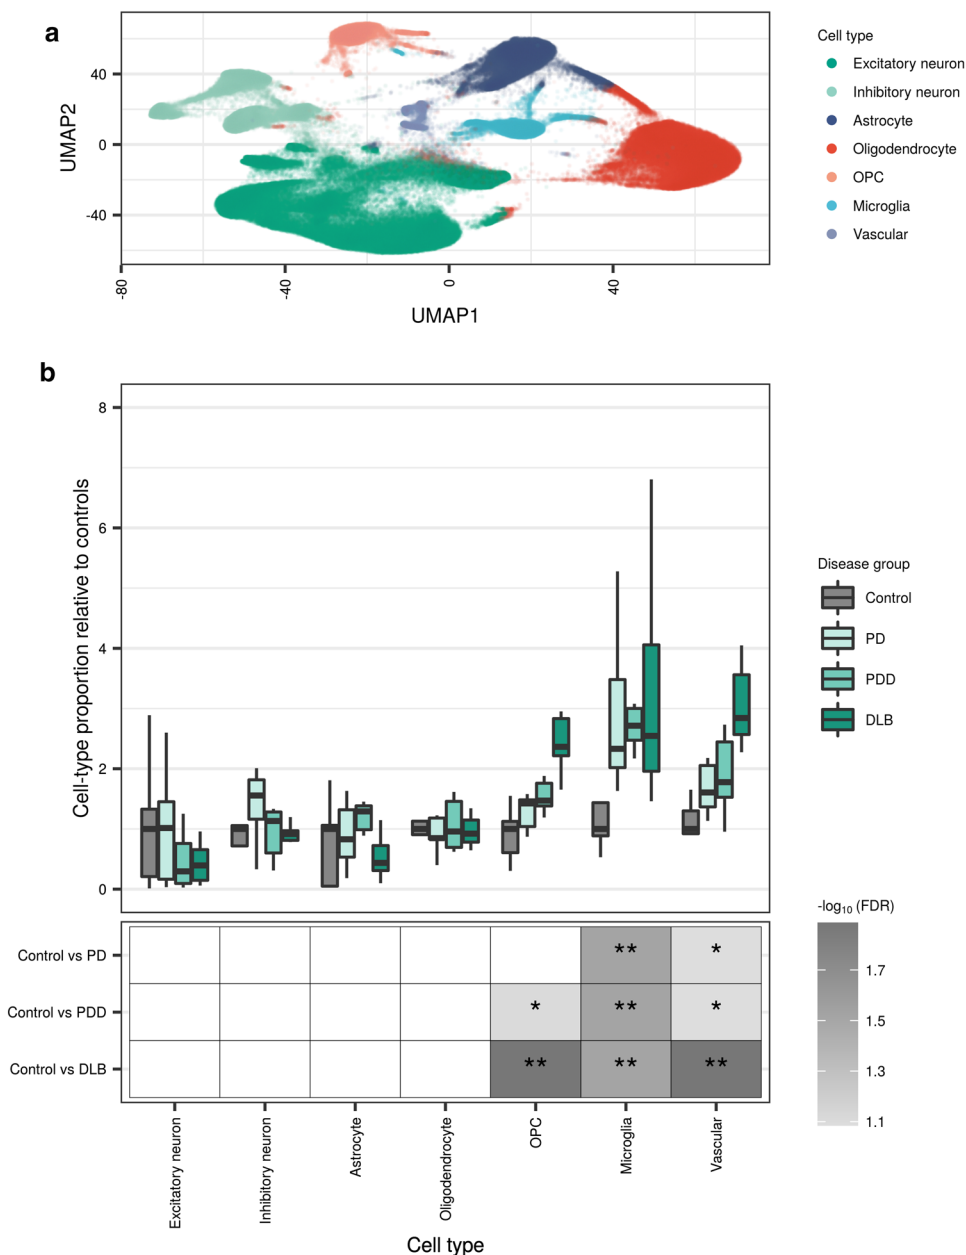 a
Cell type
Excitatory neuron
Inhibitory neuron
Astrocyte
Oligodendrocyte
OPC
Microglia
Vascular
UMAP2
40
0
-40
-80
-40
0
40
UMAP1
b
Cell-type proportion relative to controls
8
6
4
2
0
Disease group
Control
PD
PDD
DLB
-log10 (FDR)
1.7
1.5
1.3
1.1
Control vs PD
** *
Control vs PDD
* ** *
Control vs DLB
** ** **
Excitatory neuron
Inhibitory neuron
Astrocyte
Oligodendrocyte
OPC
Microglia
Vascular
Cell type